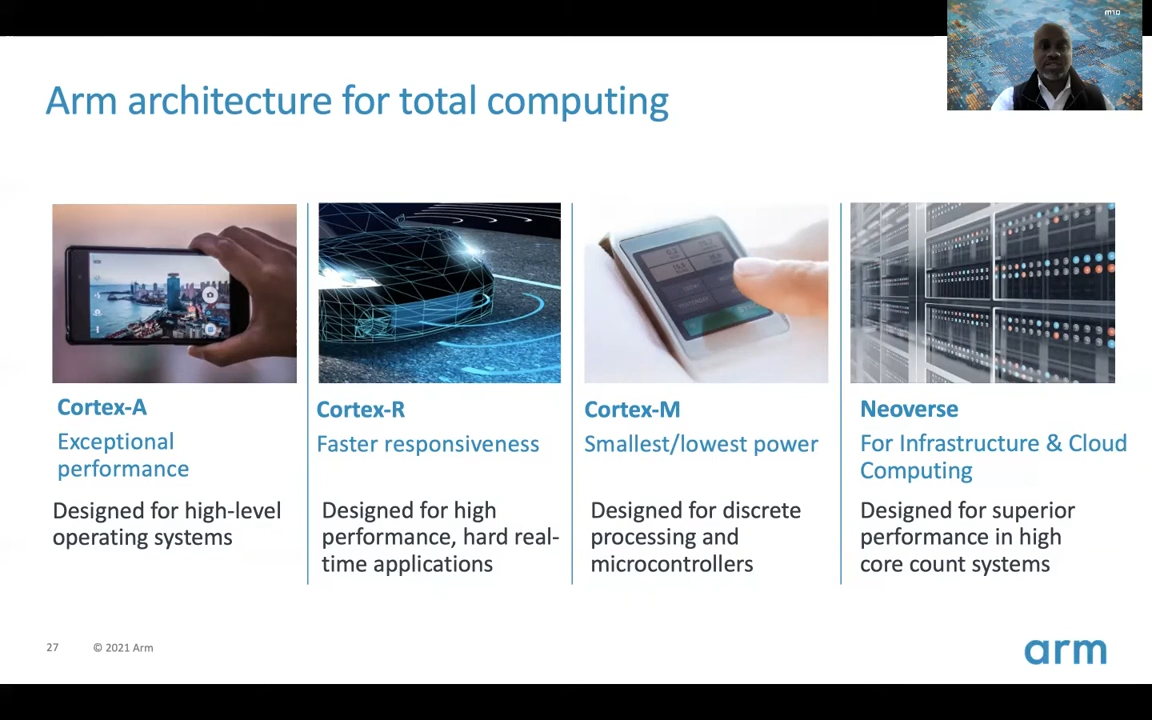 Arm architecture for total computing
Cortex-A
Exceptional
performance
Designed for high-level
operating systems
Cortex-R
Faster responsiveness
Designed for high
performance, hard real-
time applications
Cortex-M
Smallest/lowest power
Designed for discrete
processing and
microcontrollers
Neoverse
For Infrastructure & Cloud
Computing
Designed for superior
performance in high
core count systems
27
© 2021 Arm
arm